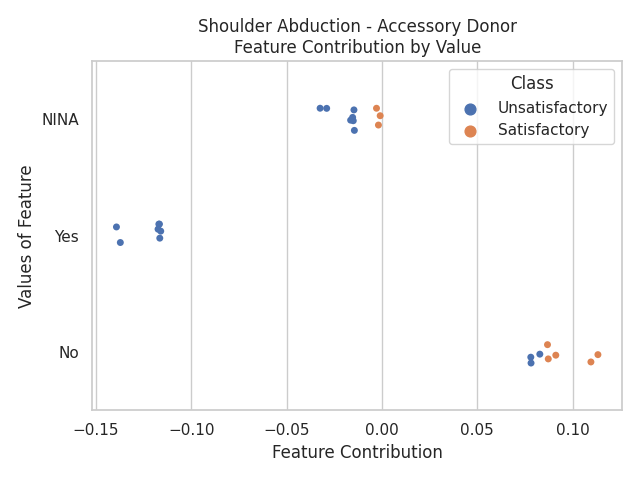 Shoulder Abduction - Accessory Donor
Feature Contribution by Value
Class
Unsatisfactory
Satisfactory
Values of Feature
NINA
Yes
No
−0.15 −0.10 −0.05 0.00 0.05 0.10
Feature Contribution